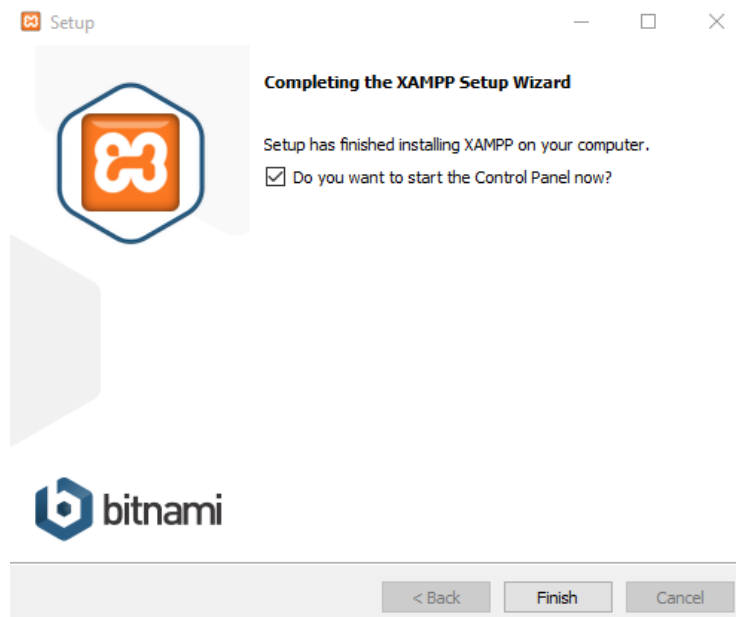 Setup
Completing the XAMPP Setup Wizard
Setup has finished installing XAMPP on your computer.
Do you want to start the Control Panel now?
bitnami
< Back
Finish
Cancel